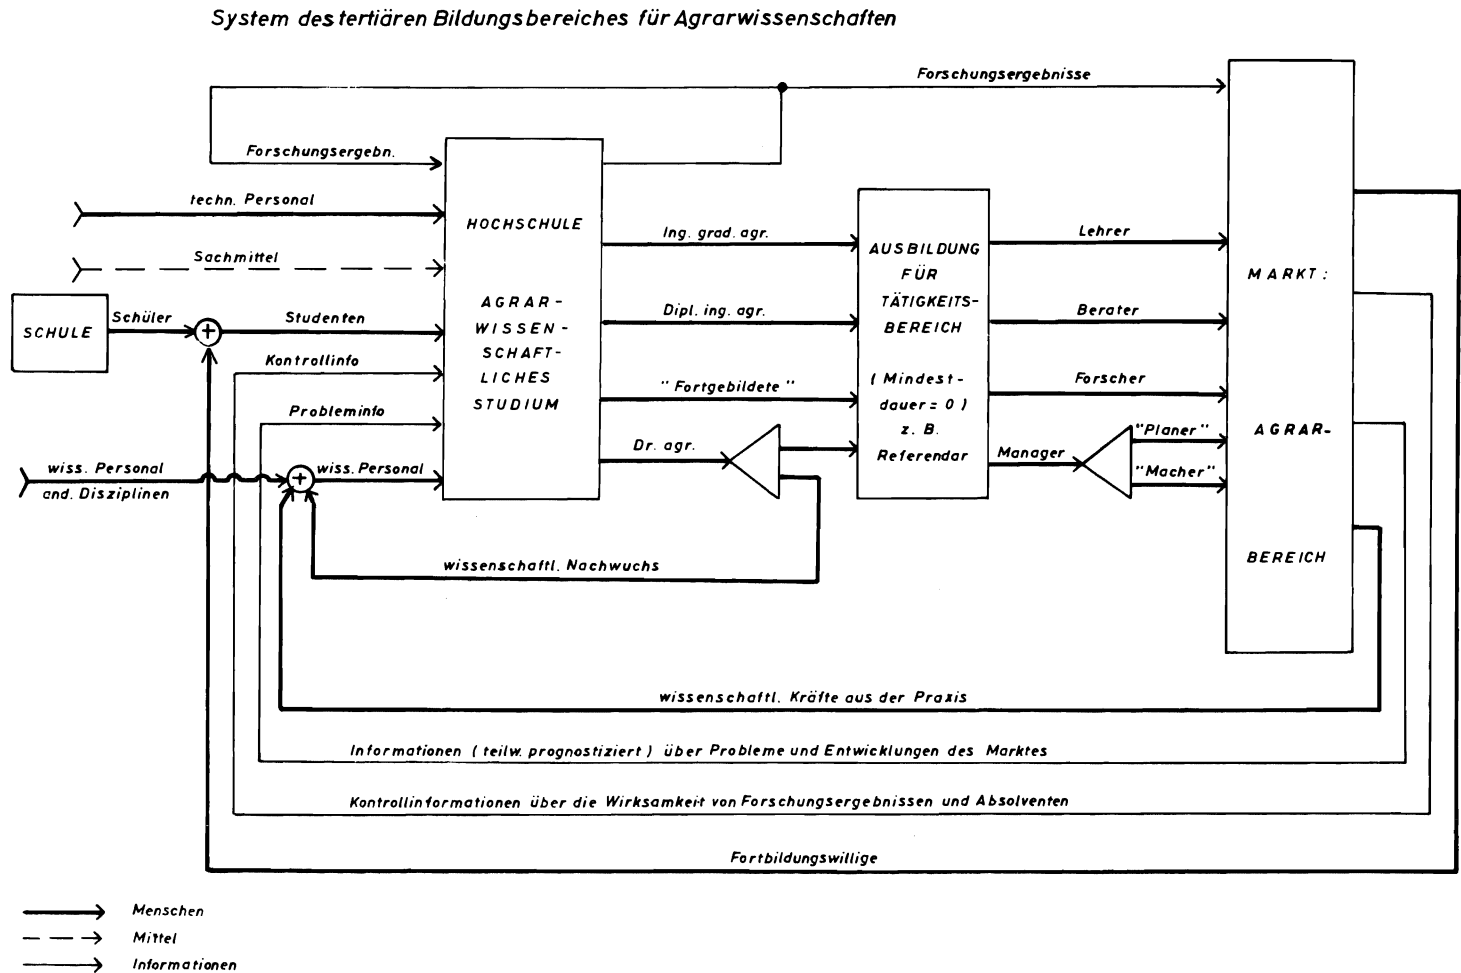 System des tertiären Bildungsbereiches für Agrarwissenschaften
Forschungsergebnisse
Forschungsergebn.
techn. Personal
Sachmittel
SCHULE
Schüler
+
Studenten
Kontrollinfo
Probleminfo
wiss. Personal
and. Disziplinen
+
wiss. Personal
HOCHSCHULE
AGRAR-
WISSEN-
SCHAFT-
LICHES
STUDIUM
Ing. grad. agr.
Dipl. ing. agr.
"Fortgebildete"
Dr. agr.
AUSBILDUNG
FÜR
TÄTIGKEITS-
BEREICH
(Mindest-
dauer = 0)
z. B.
Referendar
Lehrer
Berater
Forscher
Manager
"Planer"
"Macher"
MARKT:
AGRAR-
BEREICH
wissenschaftl. Nachwuchs
wissenschaftl. Kräfte aus der Praxis
Informationen (teilw. prognostiziert) über Probleme und Entwicklungen des Marktes
Kontrollinformationen über die Wirksamkeit von Forschungsergebnissen und Absolventen
Fortbildungswillige
Menschen
Mittel
Informationen